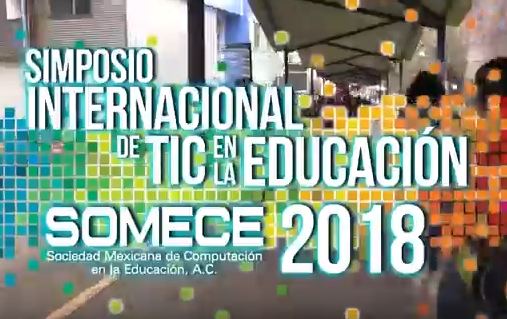 SIMPOSIO
INTERNACIONAL
DE TIC EN LA EDUCACIÓN
SOMECE 2018
Sociedad Mexicana de Computación
en la Educación, A.C.